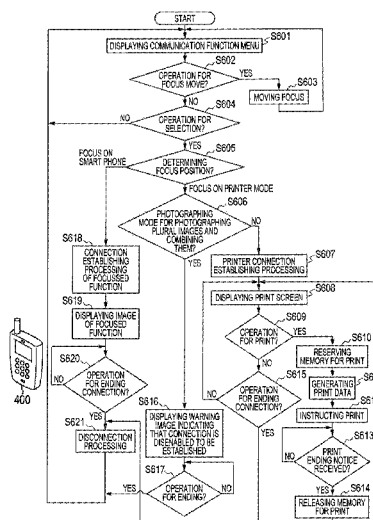 START
S601
DISPLAYING COMMUNICATION FUNCTION MENU
S602
OPERATION FOR
FOCUS MOVE?
YES
S603
MOVING FOCUS
NO
S604
OPERATION FOR
SELECTION?
NO
YES
S605
FOCUS ON
SMART PHONE
DETERMINING
FOCUS POSITION?
FOCUS ON PRINTER MODE
S606
PHOTOGRAPHING
MODE FOR PHOTOGRAPHING
PLURAL IMAGES AND
COMBINING
THEM?
NO
YES
S607
PRINTER CONNECTION
ESTABLISHING PROCESSING
S618
CONNECTION
ESTABLISHING
PROCESSING
OF FOCUSSED
FUNCTION
S608
DISPLAYING PRINT SCREEN
S619
DISPLAYING IMAGE
OF FOCUSED
FUNCTION
S609
OPERATION
FOR PRINT?
YES
S610
RESERVING
MEMORY FOR PRINT
NO
S615
S620
OPERATION
FOR ENDING
CONNECTION?
NO
YES
OPERATION
FOR ENDING
CONNECTION?
NO
YES
GENERATING
PRINT DATA
INSTRUCTING PRINT
S616
DISPLAYING WARNING
IMAGE INDICATING
THAT CONNECTION IS
DISENABLED TO BE
ESTABLISHED
S613
PRINT
ENDING NOTICE
RECEIVED?
NO
YES
S621
DISCONNECTION
PROCESSING
S617
OPERATION
FOR ENDING?
YES
NO
S614
RELEASING MEMORY
FOR PRINT
400